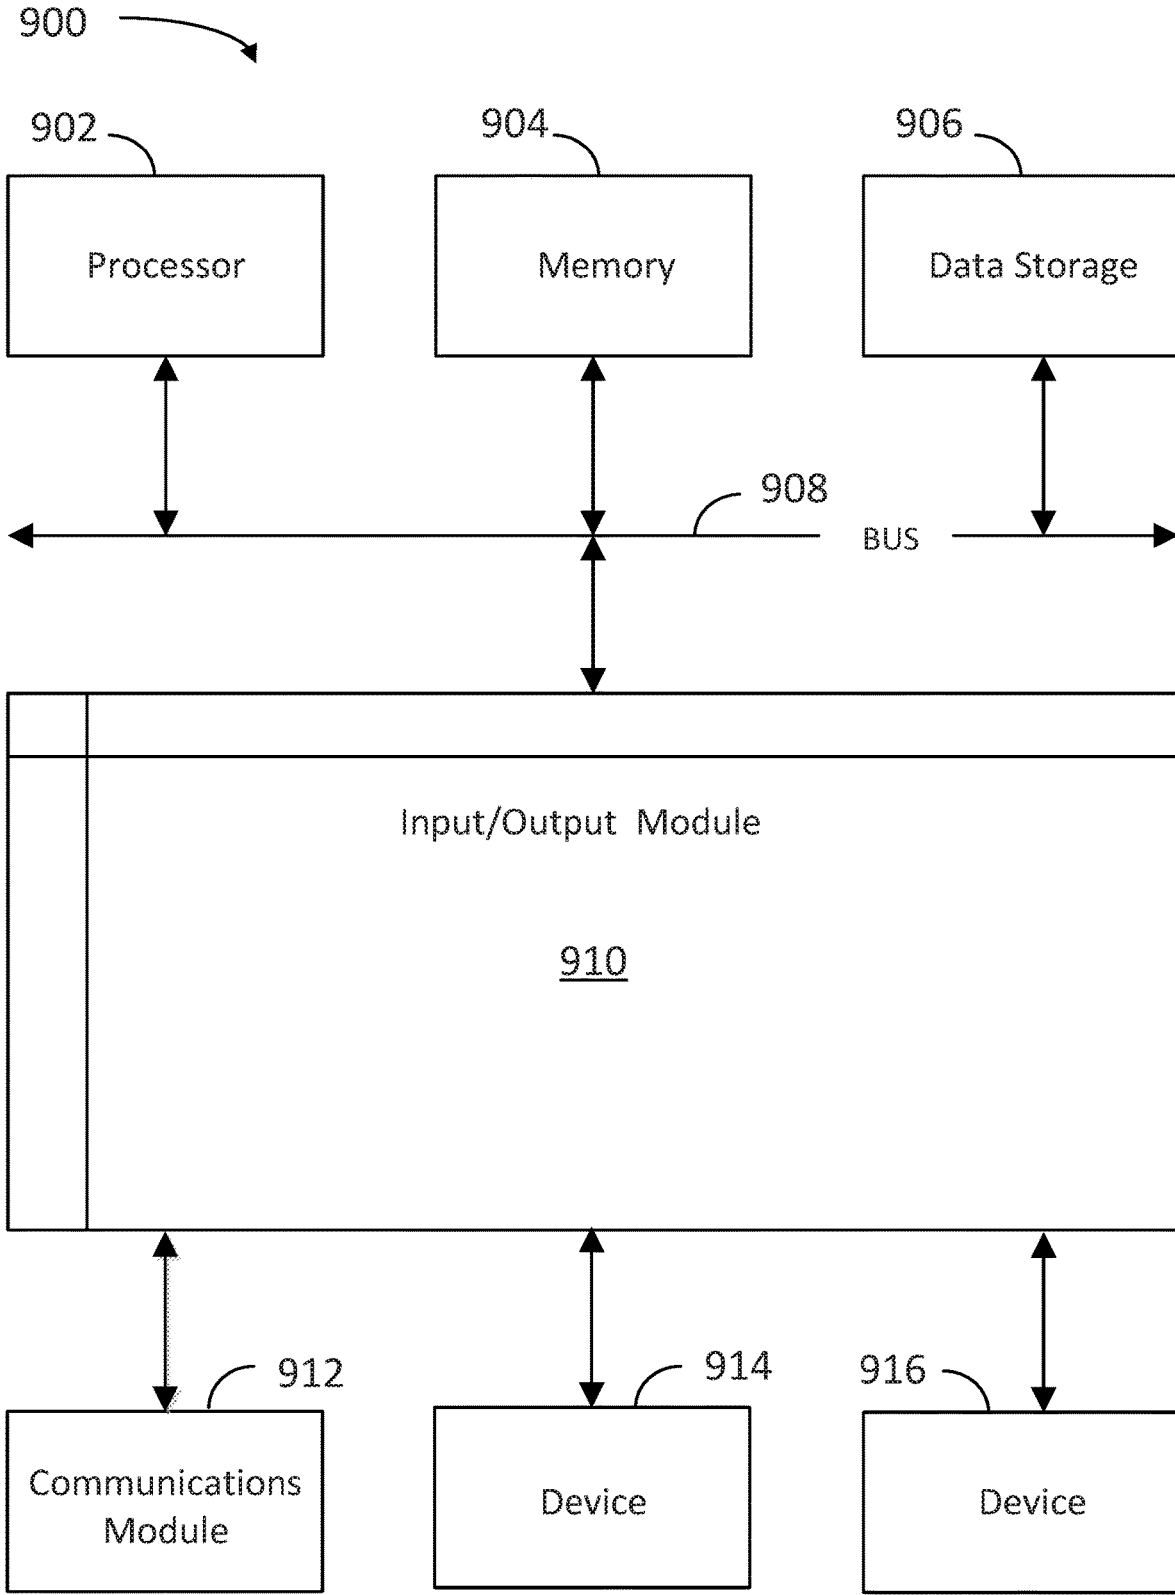 900
902
904
906
Processor
Memory
Data Storage
908
BUS
Input/Output Module
910
912
914
916
Communications
Module
Device
Device